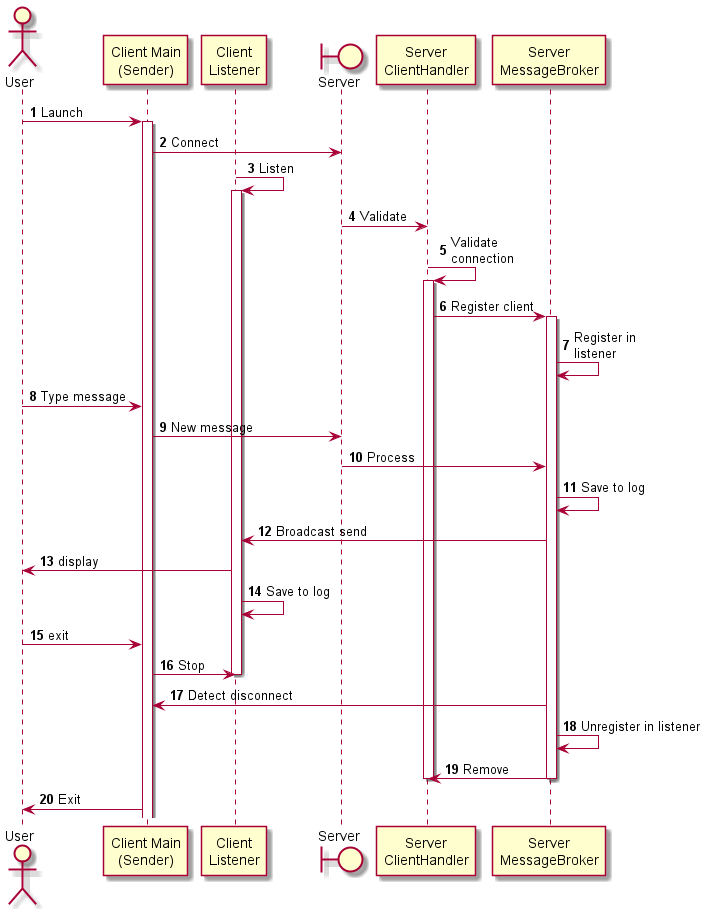 Client Main
(Sender)
Client
Listener
Server
ClientHandler
Server
MessageBroker
User
Server
1 Launch
2 Connect
3 Listen
4 Validate
5 Validate
connection
6 Register client
7 Register in
listener
8 Type message
9 New message
10 Process
11 Save to log
12 Broadcast send
13 display
14 Save to log
15 exit
16 Stop
17 Detect disconnect
18 Unregister in listener
19 Remove
20 Exit
User
Client Main
(Sender)
Client
Listener
Server
Server
ClientHandler
Server
MessageBroker